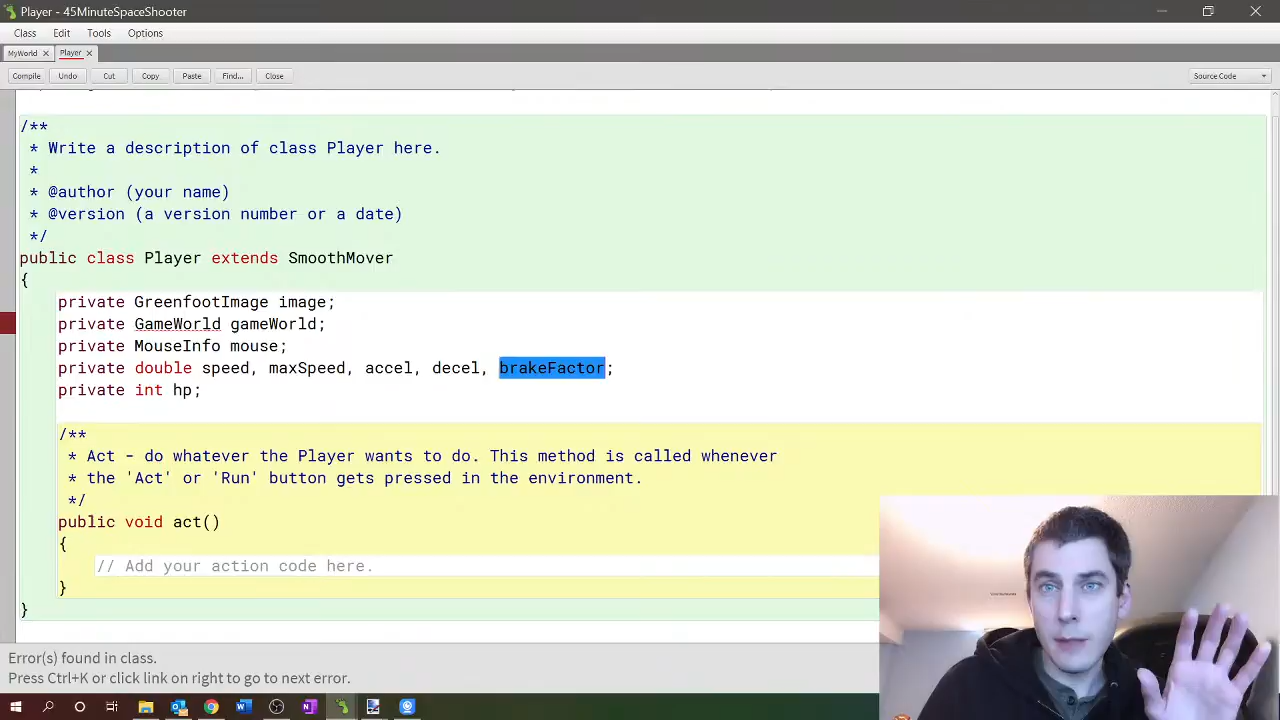 Player - 45MinuteSpaceShooter
Class Edit Tools Options
MyWorld Player
Compile Undo Cut Copy Paste Find... Close Source Code
/**
* Write a description of class Player here.
*
* @author (your name)
* @version (a version number or a date)
*/
public class Player extends SmoothMover
{
private GreenfootImage image;
private GameWorld gameWorld;
private MouseInfo mouse;
private double speed, maxSpeed, accel, decel, brakeFactor;
private int hp;
/**
* Act - do whatever the Player wants to do. This method is called whenever
* the 'Act' or 'Run' button gets pressed in the environment.
*/
public void act()
{
// Add your action code here.
}
}
Error(s) found in class.
Press Ctrl+K or click link on right to go to next error.